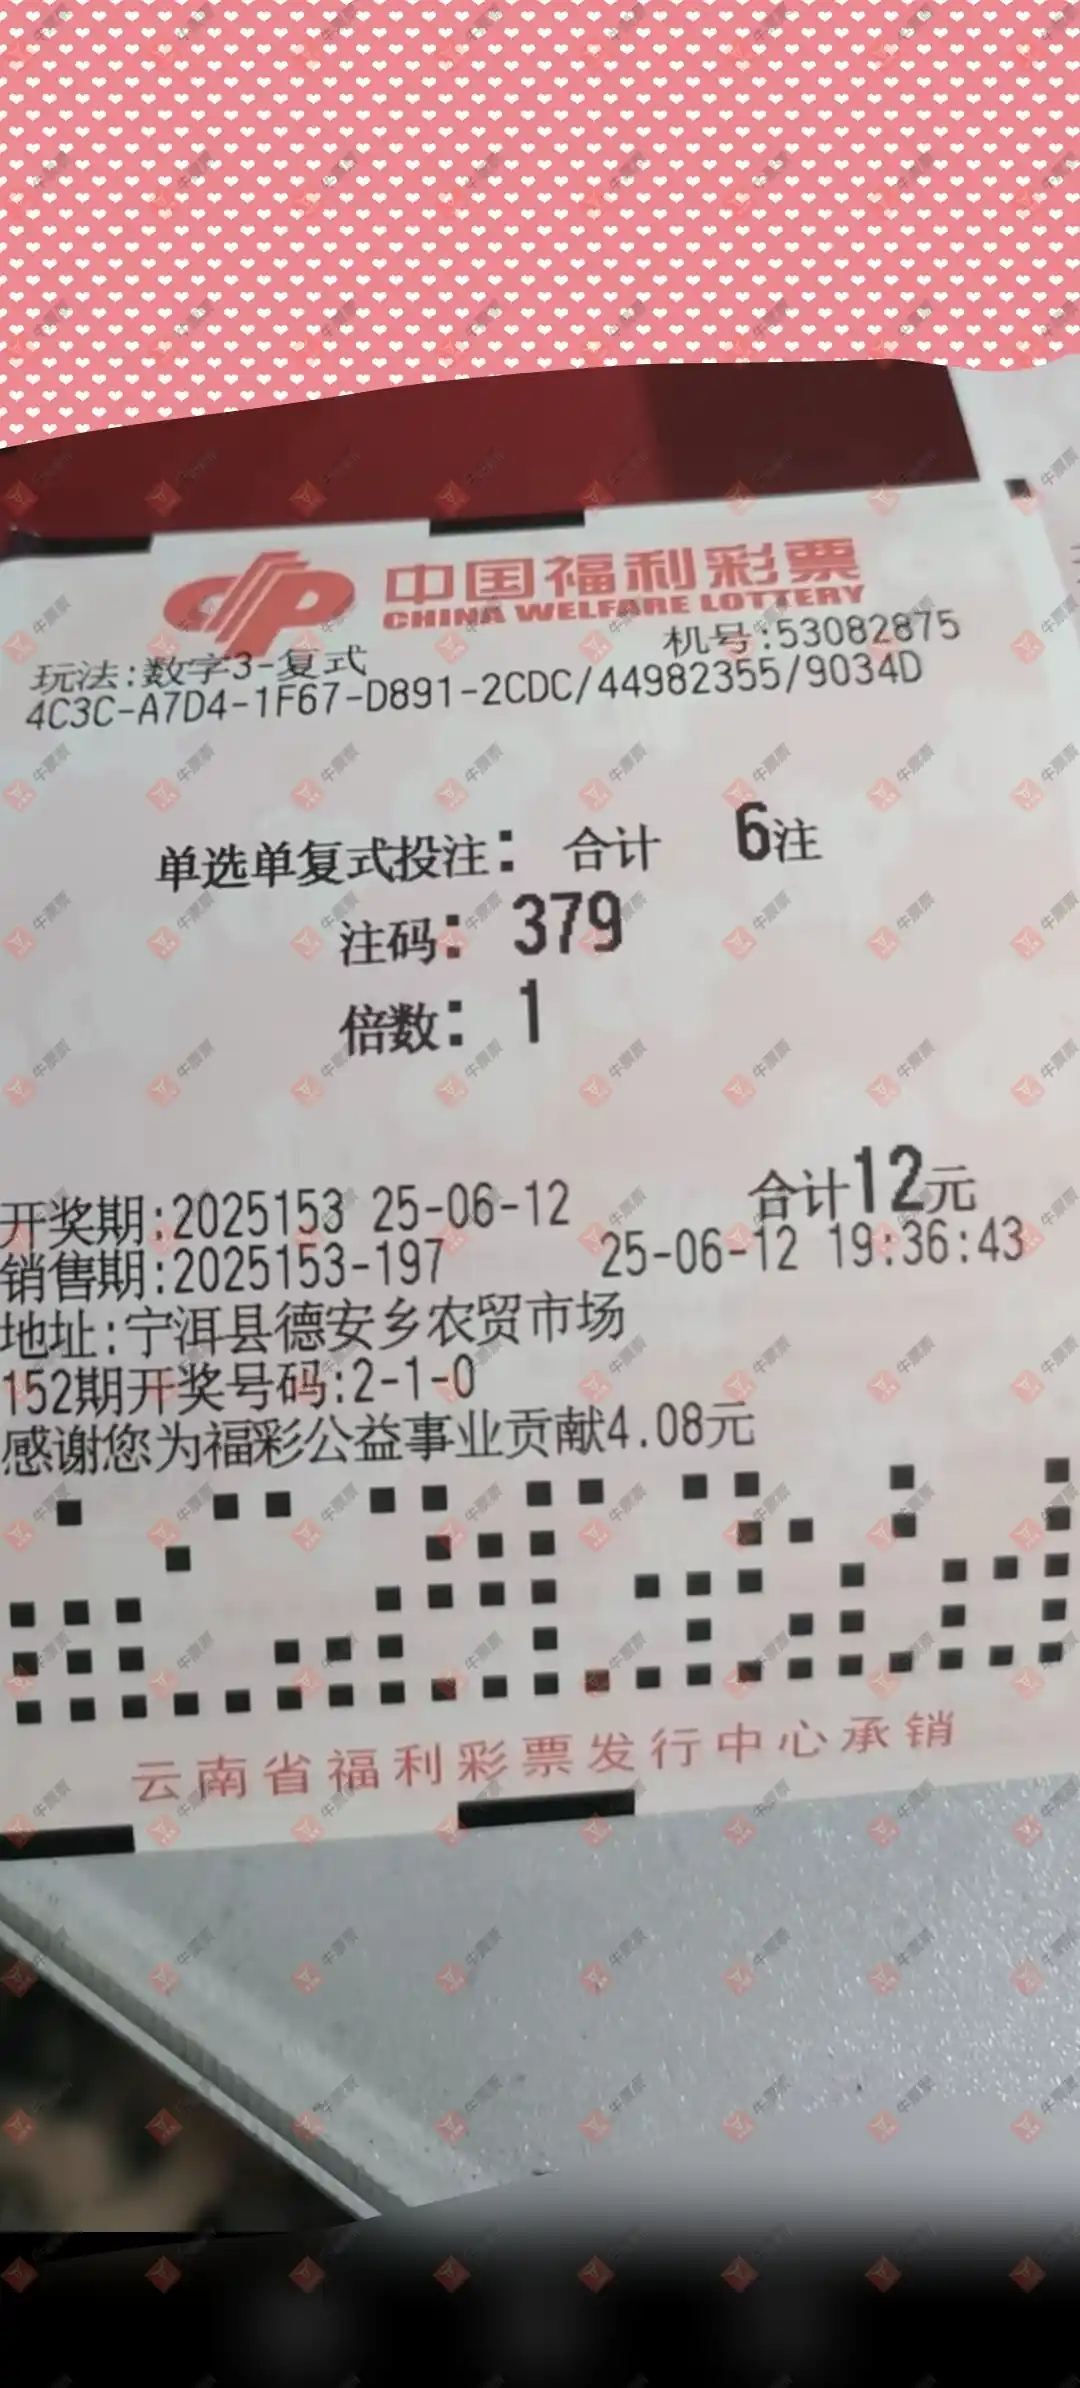 中国福利彩票
CHINA WELFARE LOTTERY
机号:53082875
玩法:数字3-复式
4C3C-A7D4-1F67-D891-2CDC/44982355/9034D
单选单复式投注: 合计 6注
注码: 379
倍数: 1
合计12元
开奖期:2025153 25-06-12
销售期:2025153-197 25-06-12 19:36:43
地址:宁洱县德安乡农贸市场
152期开奖号码:2-1-0
感谢您为福彩公益事业贡献4.08元
云南省福利彩票发行中心承销
牛票票